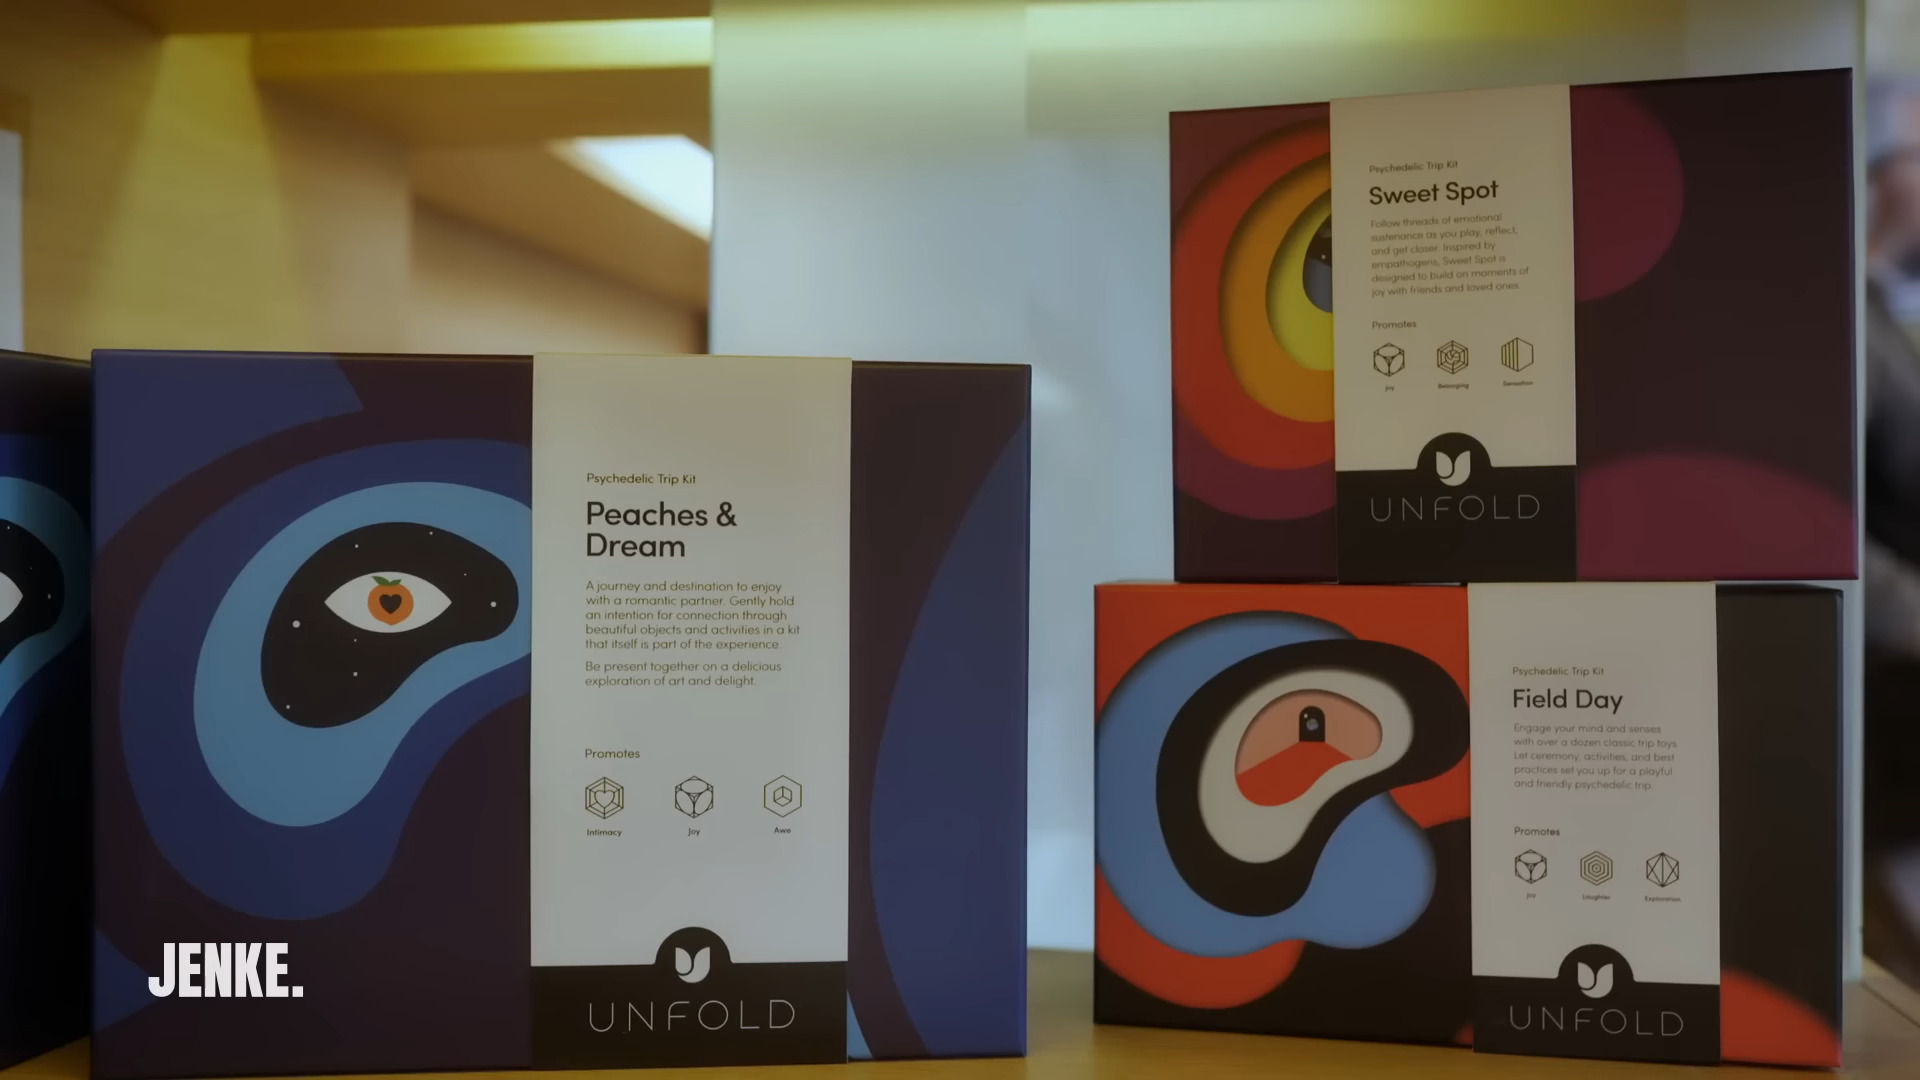 Psychedelic Trip Kit
Peaches &
Dream
A journey and destination to enjoy
with a romantic partner. Gently hold
an intention for connection through
beautiful objects and activities in a kit
that itself is part of the experience.
Be present together on a delicious
exploration of art and delight.
Promotes
Intimacy
Joy
Awe
UNFOLD
Psychedelic Trip Kit
Sweet Spot
Follow threads of emotional
sustenance as you play, reflect,
and get closer. Inspired by
empathogens, Sweet Spot is
designed to build on moments of
joy with friends and loved ones.
Promotes
Joy
Belonging
Sensation
UNFOLD
Psychedelic Trip Kit
Field Day
Engage your mind and senses
with over a dozen classic trip toys.
Let ceremony, activities, and best
practices set you up for a playful
and friendly psychedelic trip.
Promotes
Joy
Laughter
Exploration
UNFOLD
JENKE.